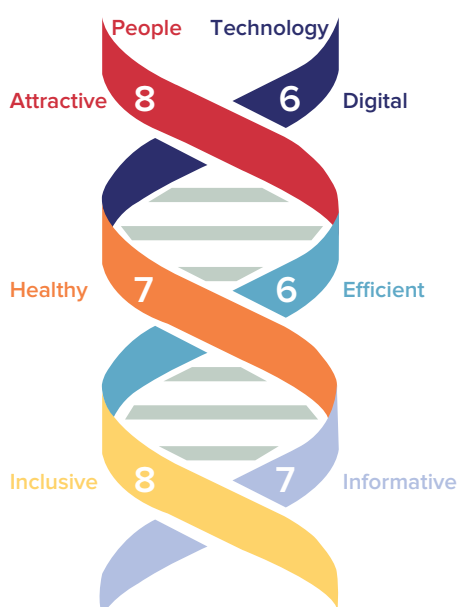 People Technology
Attractive 8 6 Digital
Healthy 7 6 Efficient
Inclusive 8 7 Informative